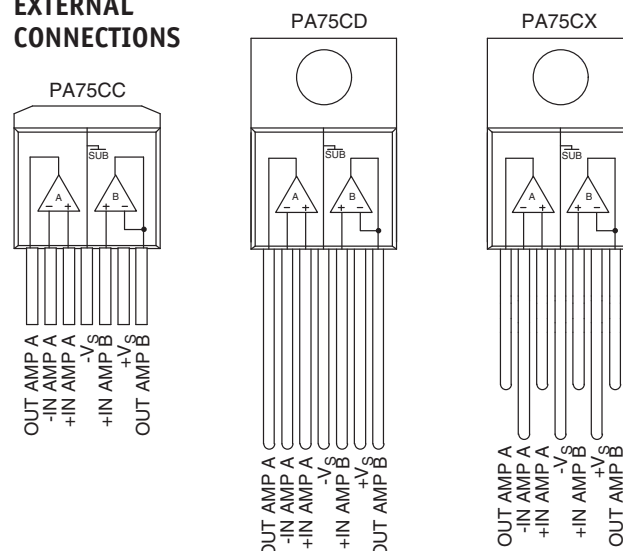 EXTERNAL
CONNECTIONS
PA75CC
SUB
A
B
- +
+ -
OUT AMP A
-IN AMP A
+IN AMP A
-VS
+IN AMP B
+VS
OUT AMP B
PA75CD
SUB
A
B
- +
+ -
OUT AMP A
-IN AMP A
+IN AMP A
-VS
+IN AMP B
+VS
OUT AMP B
PA75CX
SUB
A
B
- +
+ -
OUT AMP A
-IN AMP A
+IN AMP A
-VS
+IN AMP B
+VS
OUT AMP B